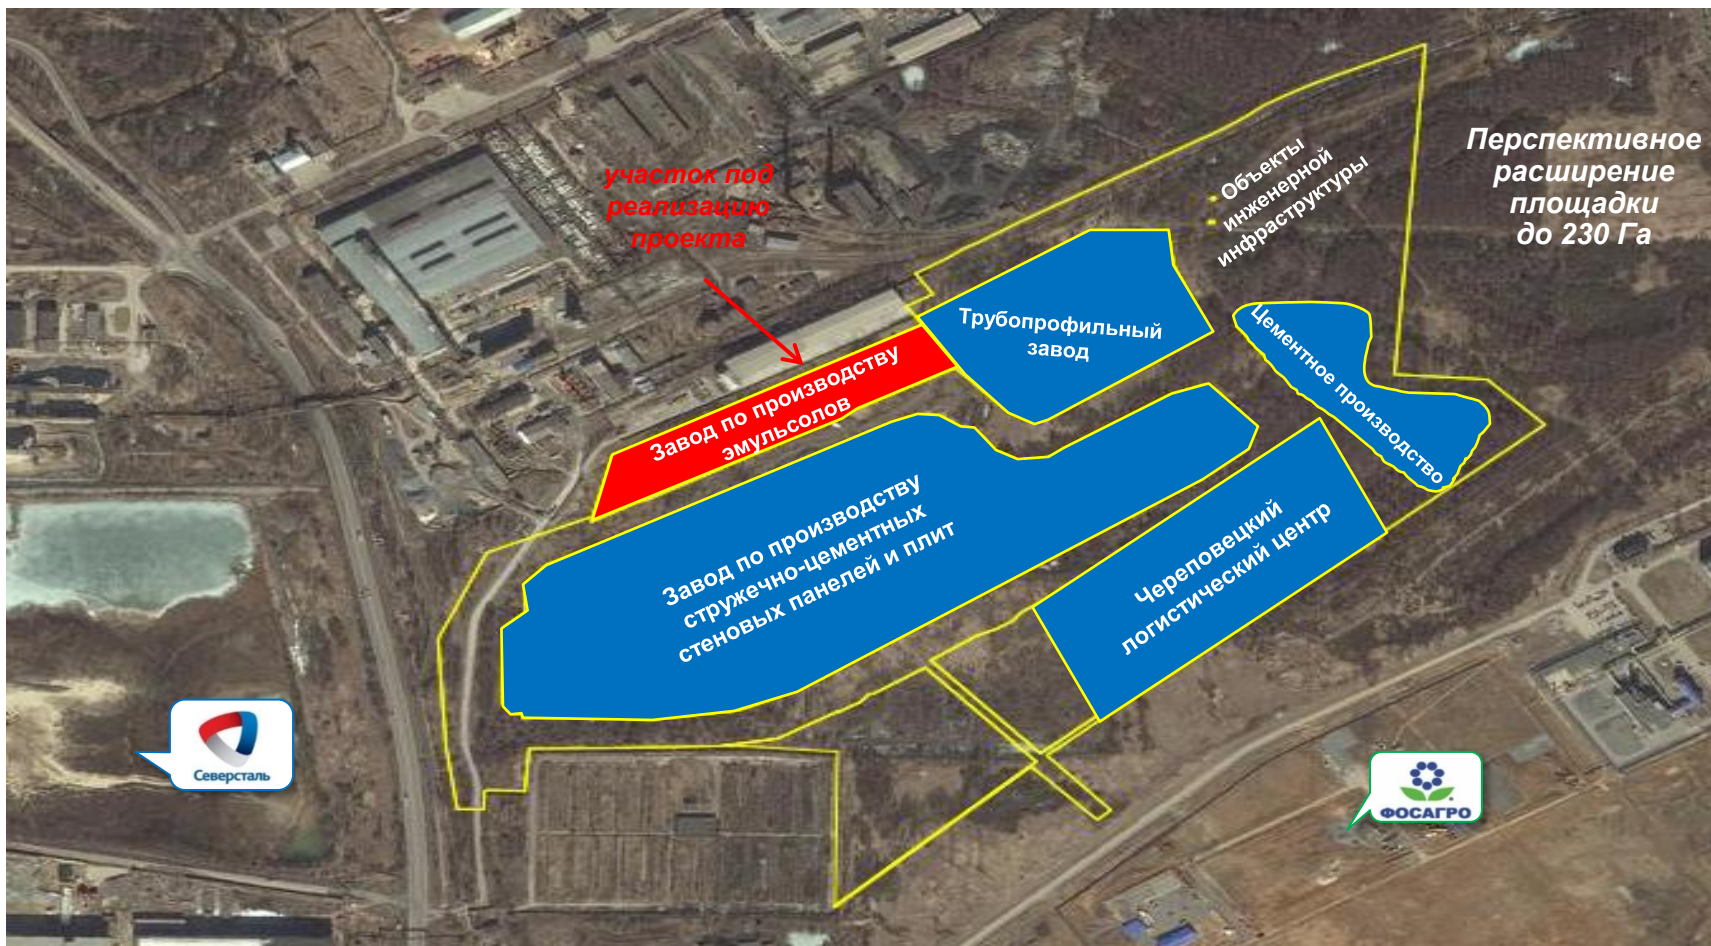 Перспективное
расширение
площадки
до 230 Га
Объекты
инженерной
инфраструктуры
участок под
реализацию
проекта
Трубопрофильный
завод
Цементное производство
Завод по производству
эмульсолов
Завод по производству
стружечно-цементных
стеновых панелей и плит
Череповецкий
логистический центр
Северсталь
ФОСАГРО